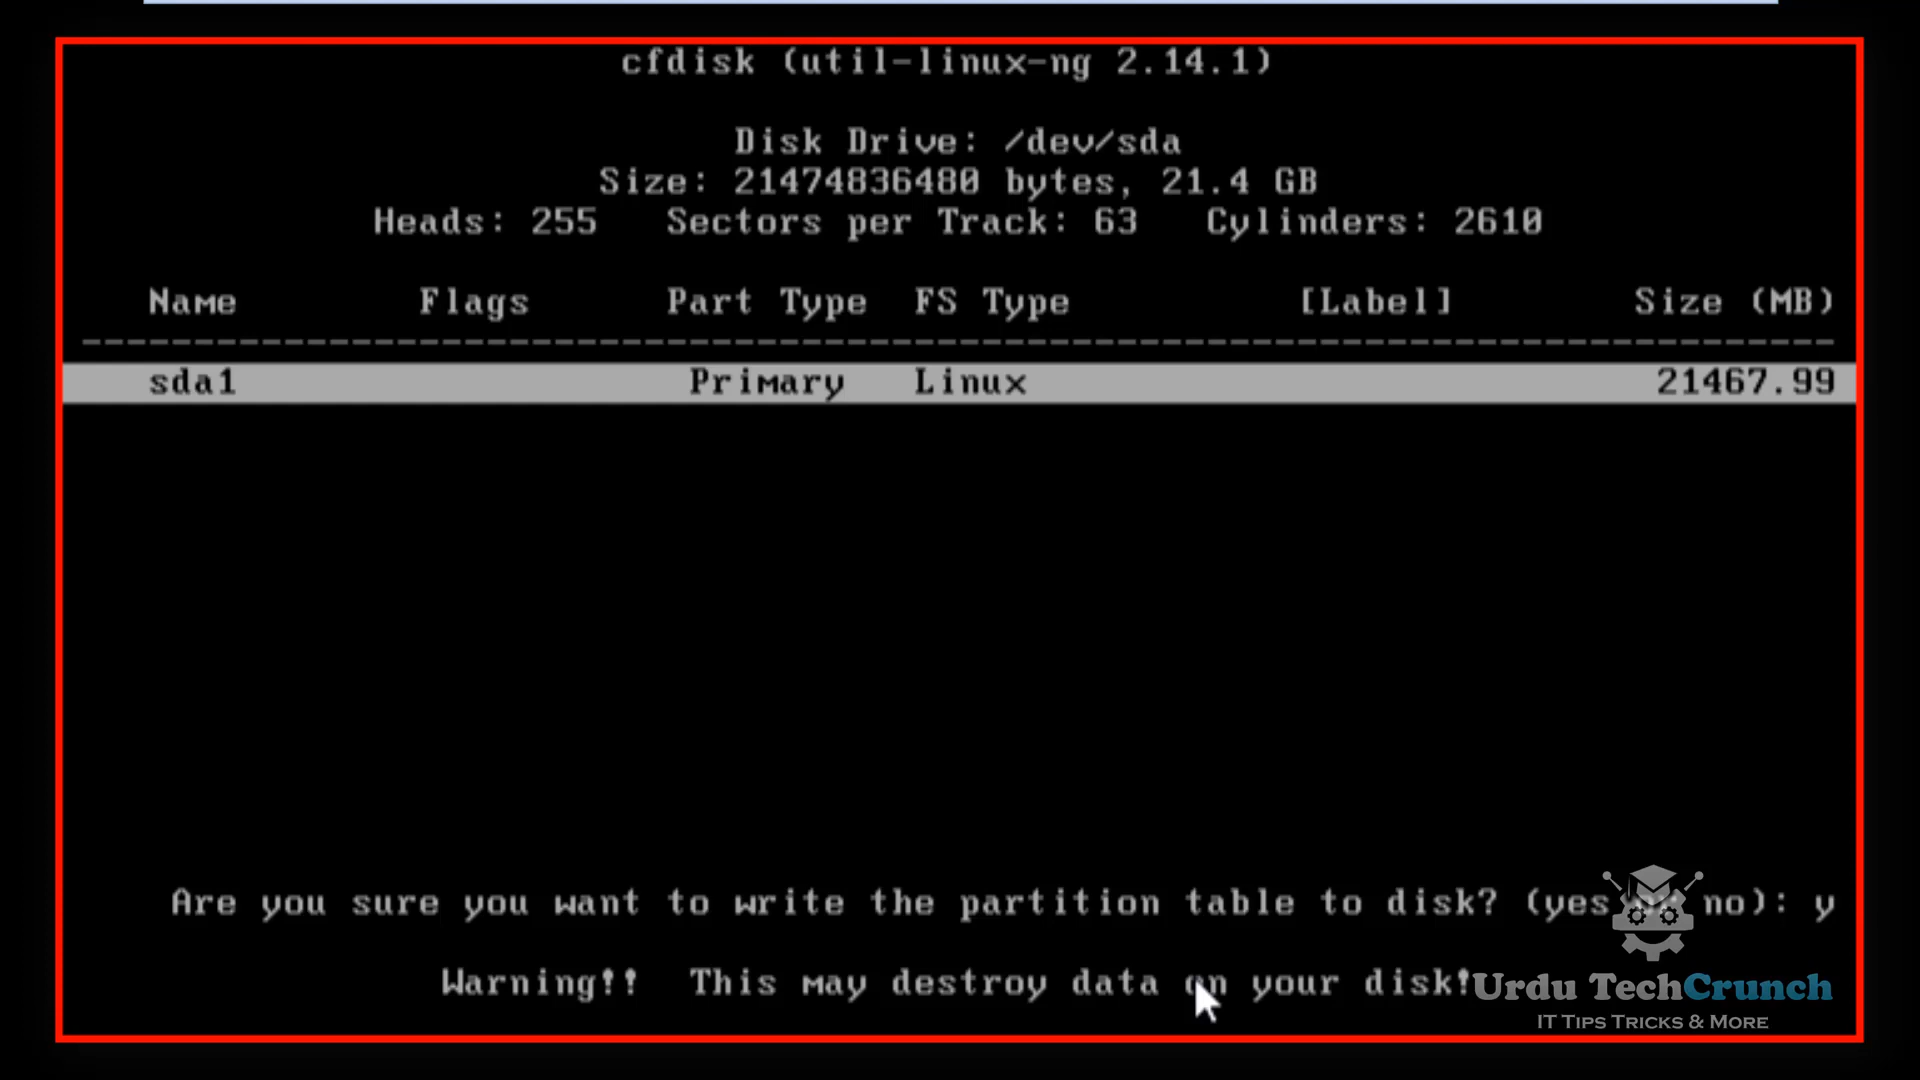 cfdisk (util-linux-ng 2.14.1)
Disk Drive: /dev/sda
Size: 21474836480 bytes, 21.4 GB
Heads: 255   Sectors per Track: 63   Cylinders: 2610
Name   Flags   Part Type   FS Type   [Label]   Size (MB)
sda1   Primary   Linux   21467.99
Are you sure you want to write the partition table to disk? (yes or no): y
Warning!!  This may destroy data on your disk!
Urdu TechCrunch
IT Tips Tricks & More